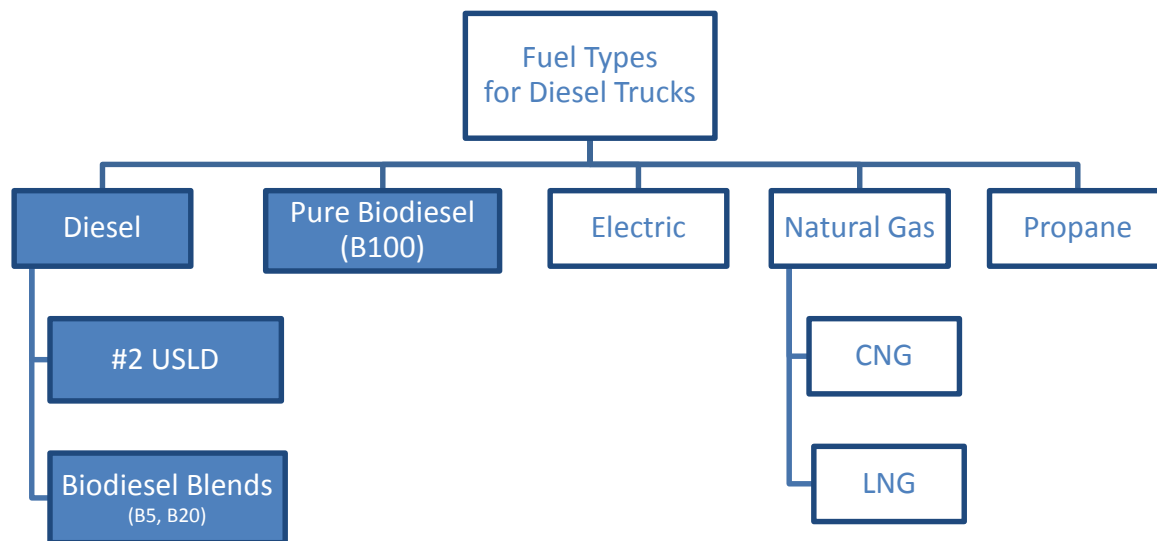 Fuel Types
for Diesel Trucks
Diesel
Pure Biodiesel
(B100)
Electric
Natural Gas
Propane
#2 USLD
CNG
Biodiesel Blends
(B5, B20)
LNG